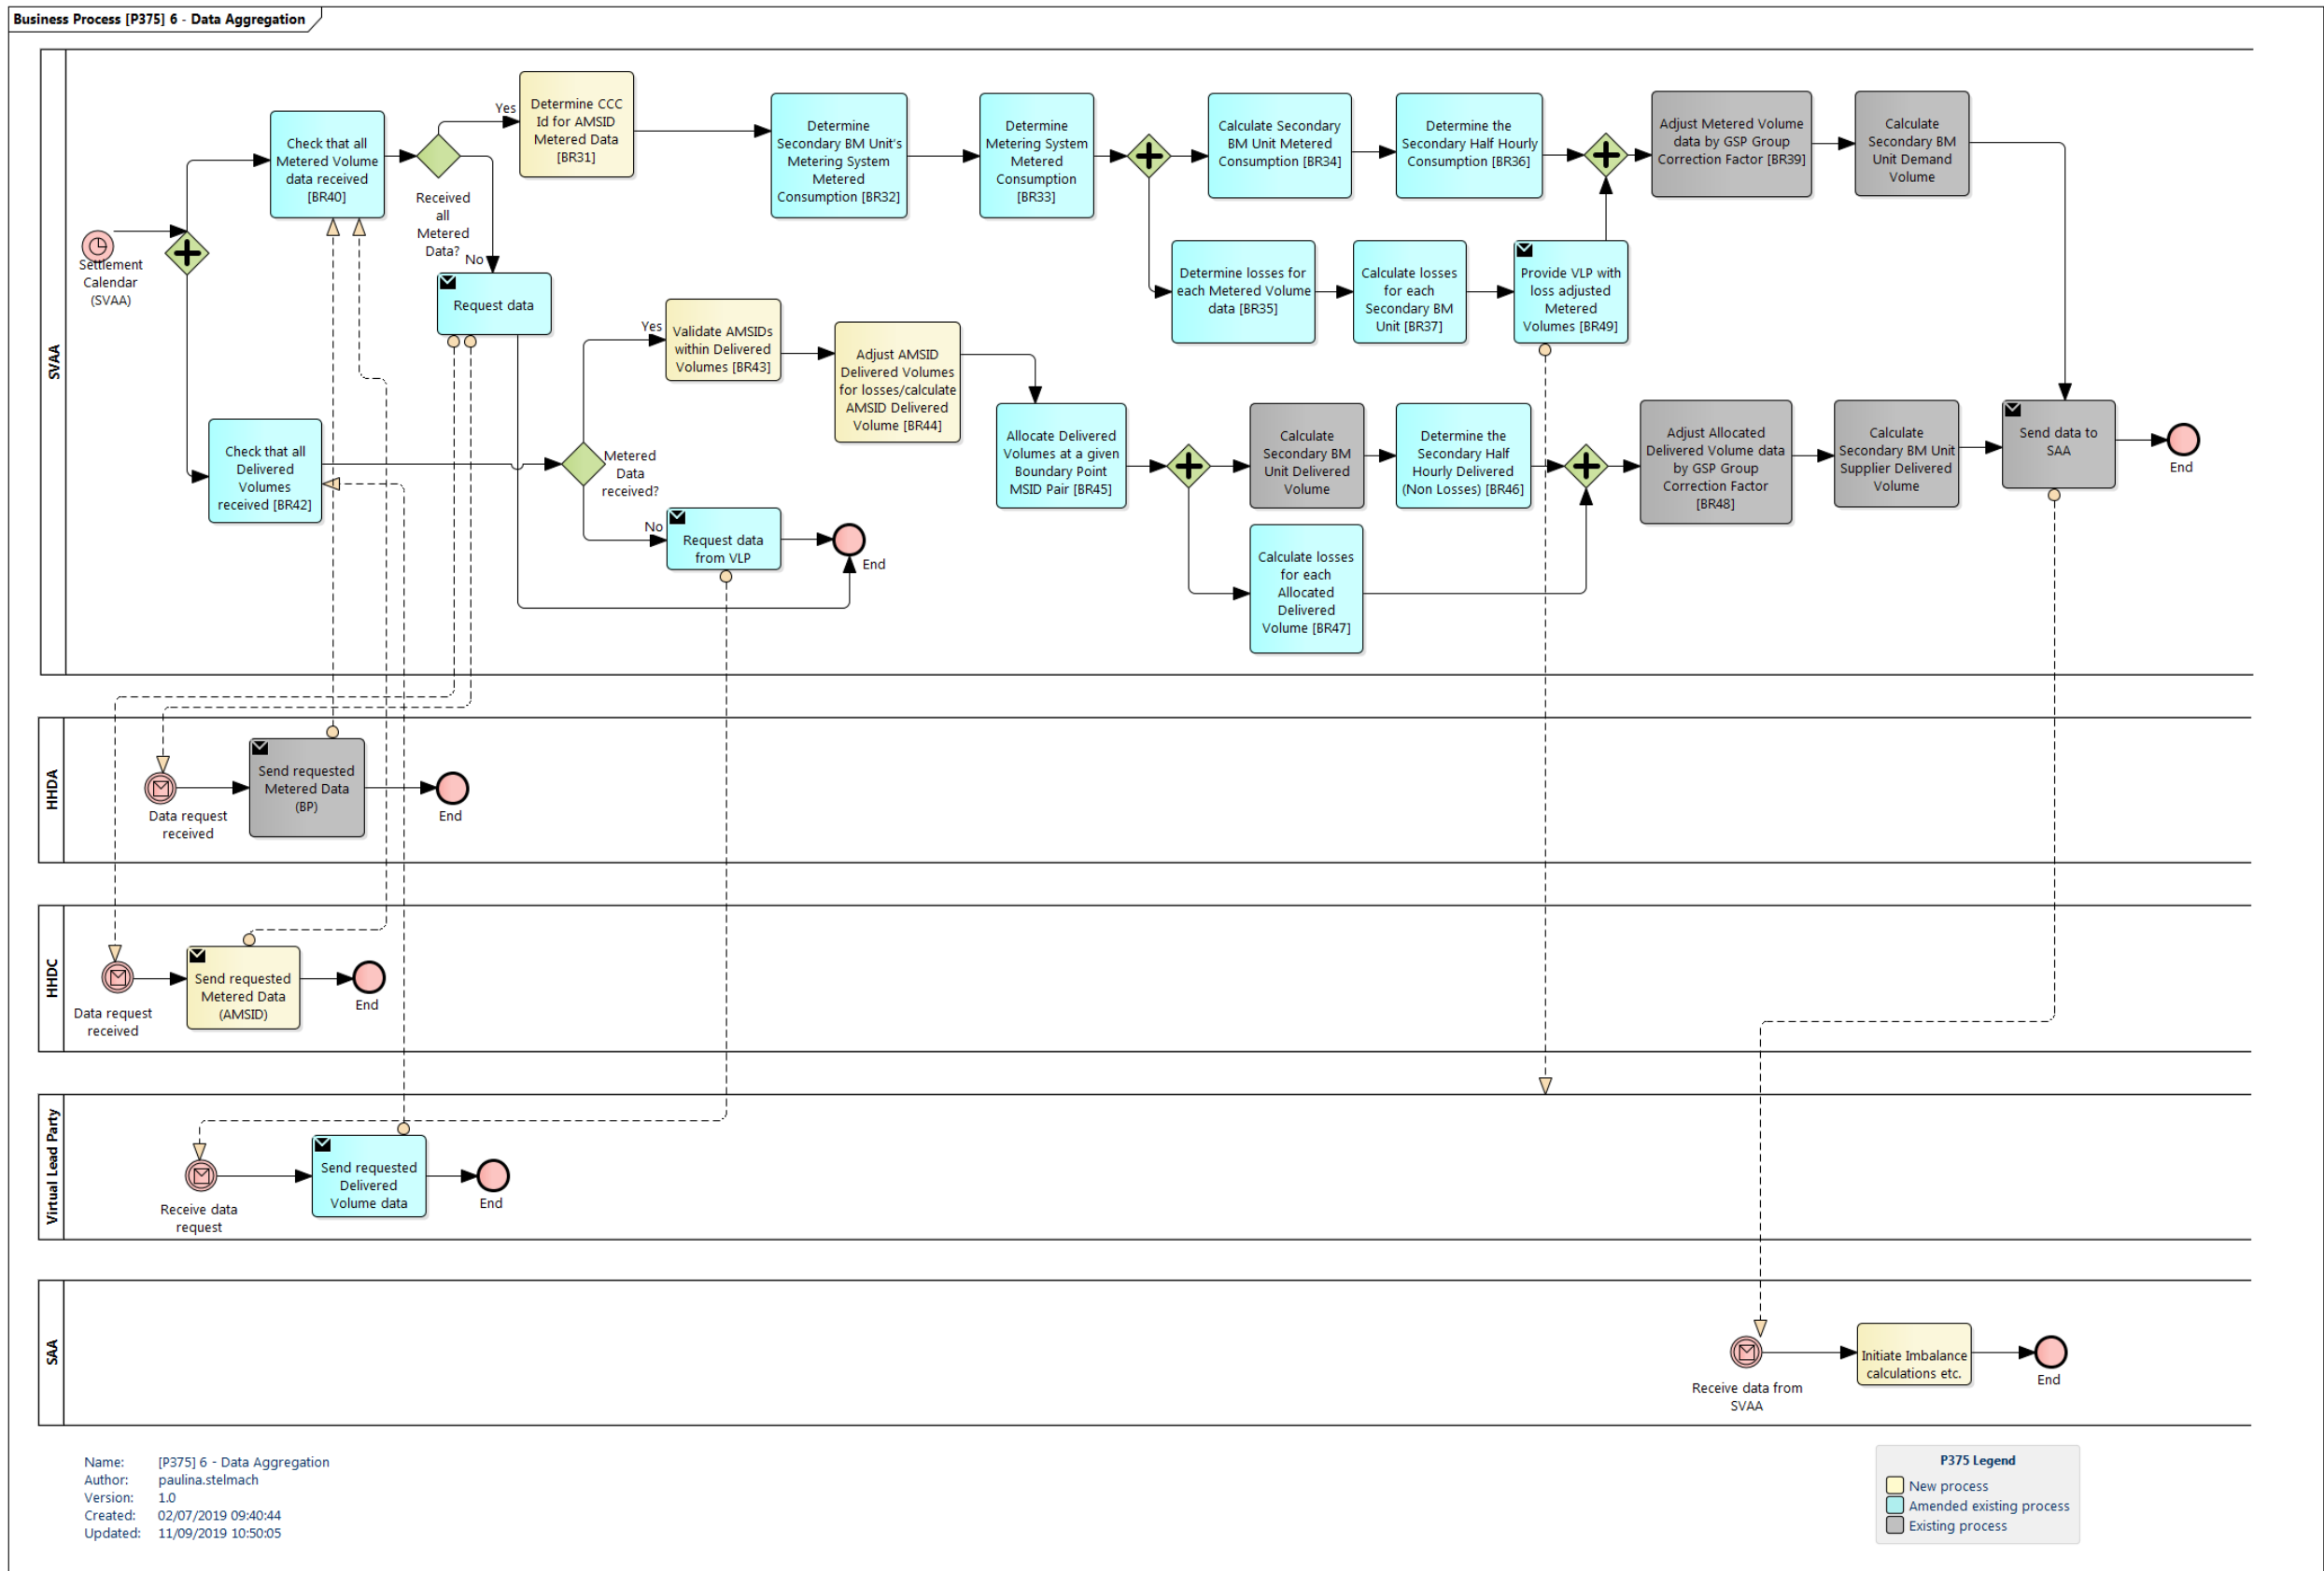 Business Process [P375] 6 - Data Aggregation
SVAA
Settlement
Calendar
(SVAA)
Check that all
Metered Volume
data received
[BR40]
Received
all
Metered
Data?
Yes
No
Determine CCC
Id for AMSID
Metered Data
[BR31]
Determine
Secondary BM Unit's
Metering System
Metered
Consumption [BR32]
Determine
Metering System
Metered
Consumption
[BR33]
Calculate Secondary
BM Unit Metered
Consumption [BR34]
Determine the
Secondary Half Hourly
Consumption [BR36]
Adjust Metered Volume
data by GSP Group
Correction Factor [BR39]
Calculate
Secondary BM
Unit Demand
Volume
Request data
Determine losses for
each Metered Volume
data [BR35]
Calculate losses
for each
Secondary BM
Unit [BR37]
Provide VLP with
loss adjusted
Metered
Volumes [BR49]
Check that all
Delivered
Volumes
received [BR42]
Metered
Data
received?
Yes
No
Validate AMSIDs
within Delivered
Volumes [BR43]
Adjust AMSID
Delivered Volumes
for losses/calculate
AMSID Delivered
Volume [BR44]
Request data
from VLP
End
Allocate Delivered
Volumes at a given
Boundary Point
MSID Pair [BR45]
Calculate
Secondary BM
Unit Delivered
Volume
Determine the
Secondary Half
Hourly Delivered
(Non Losses) [BR46]
Calculate losses
for each
Allocated
Delivered
Volume [BR47]
Adjust Allocated
Delivered Volume data
by GSP Group
Correction Factor
[BR48]
Calculate
Secondary BM Unit
Supplier Delivered
Volume
Send data to
SAA
End
HHDA
Data request
received
Send requested
Metered Data
(BP)
End
HHDC
Data request
received
Send requested
Metered Data
(AMSID)
End
Virtual Lead Party
Receive data
request
Send requested
Delivered
Volume data
End
SAA
Receive data from
SVAA
Initiate Imbalance
calculations etc.
End
Name: [P375] 6 - Data Aggregation
Author: paulina.stelmach
Version: 1.0
Created: 02/07/2019 09:40:44
Updated: 11/09/2019 10:50:05
P375 Legend
New process
Amended existing process
Existing process